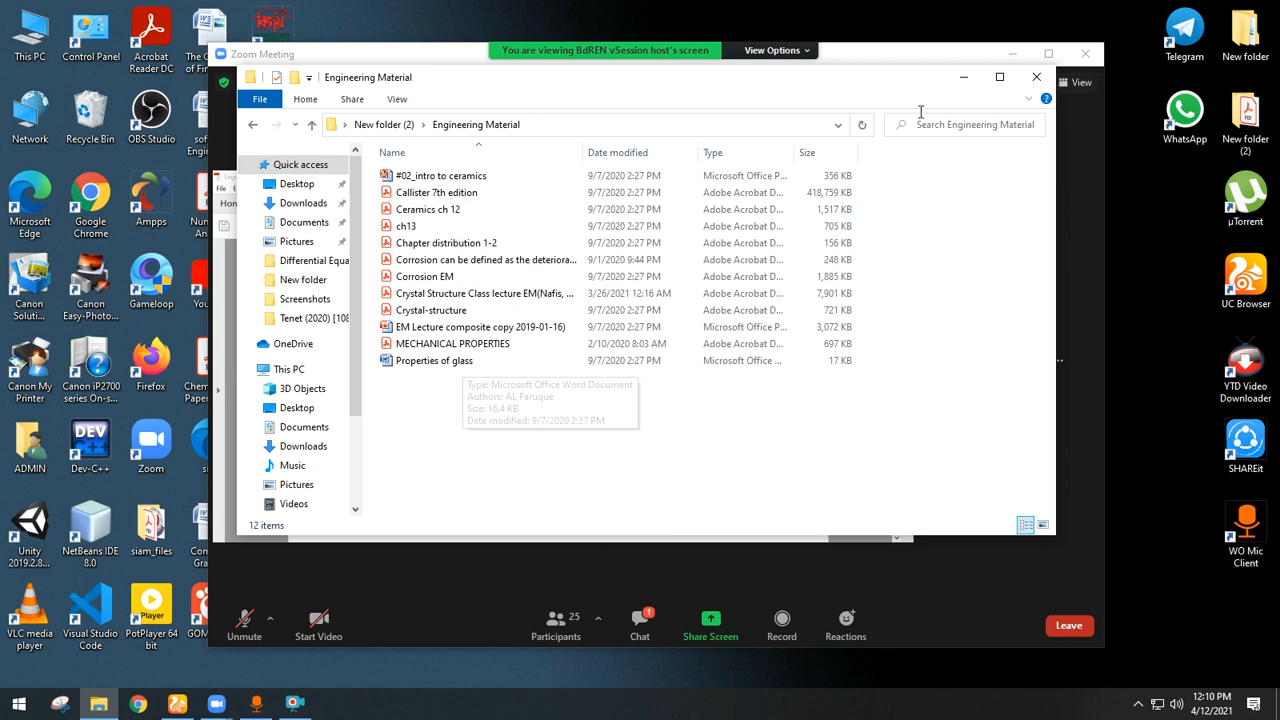 This PC
Control Panel
Acrobat Reader DC
Network
Recycle Bin
OBS Studio
Microsoft Edge
Google Chrome
Ampps
Canon Soluti...
Canon Easy-Photo...
Gameloop
Canon My Printer
Canon iP2700 series On-s...
Firefox
ADMIN
Dev-C++
Zoom
Unity 2019.2.8...
NetBeans IDE 8.0
siam_files
VLC media player
Visual Studio Code
PotPlayer 64 bit
Zoom Meeting
You are viewing BdREN vSession host's screen
View Options
View
Engineering Material
File
Home
Share
View
New folder (2)
Engineering Material
Search Engineering Material
Name
Date modified
Type
Size
#02_intro to ceramics 9/7/2020 2:27 PM Microsoft Office P... 356 KB
Callister 7th edition 9/7/2020 2:27 PM Adobe Acrobat D... 418,759 KB
Ceramics ch 12 9/7/2020 2:27 PM Adobe Acrobat D... 1,517 KB
ch13 9/7/2020 2:27 PM Adobe Acrobat D... 705 KB
Chapter distribution 1-2 9/7/2020 2:27 PM Adobe Acrobat D... 156 KB
Corrosion can be defined as the deteriora... 9/1/2020 9:44 PM Adobe Acrobat D... 248 KB
Corrosion EM 9/7/2020 2:27 PM Adobe Acrobat D... 1,885 KB
Crystal Structure Class lecture EM(Nafis, ... 3/26/2021 12:16 AM Adobe Acrobat D... 7,901 KB
Crystal-structure 9/7/2020 2:27 PM Adobe Acrobat D... 721 KB
EM Lecture composite copy 2019-01-16) 9/7/2020 2:27 PM Microsoft Office P... 3,072 KB
MECHANICAL PROPERTIES 2/10/2020 8:03 AM Adobe Acrobat D... 697 KB
Properties of glass 9/7/2020 2:27 PM Microsoft Office ... 17 KB
Type: Microsoft Office Word Document
Authors: AL Faruque
Size: 16.4 KB
Date modified: 9/7/2020 2:27 PM
Quick access
Desktop
Downloads
Documents
Pictures
Differential Equa
New folder
Screenshots
Tenet (2020) [108
OneDrive
This PC
3D Objects
Desktop
Documents
Downloads
Music
Pictures
Videos
12 items
Unmute
Start Video
25
Participants
1
Chat
Share Screen
Record
Reactions
Leave
Telegram
New folder
WhatsApp
New folder (2)
µTorrent
UC Browser
YTD Video Downloader
SHAREit
WO Mic Client
12:10 PM
4/12/2021